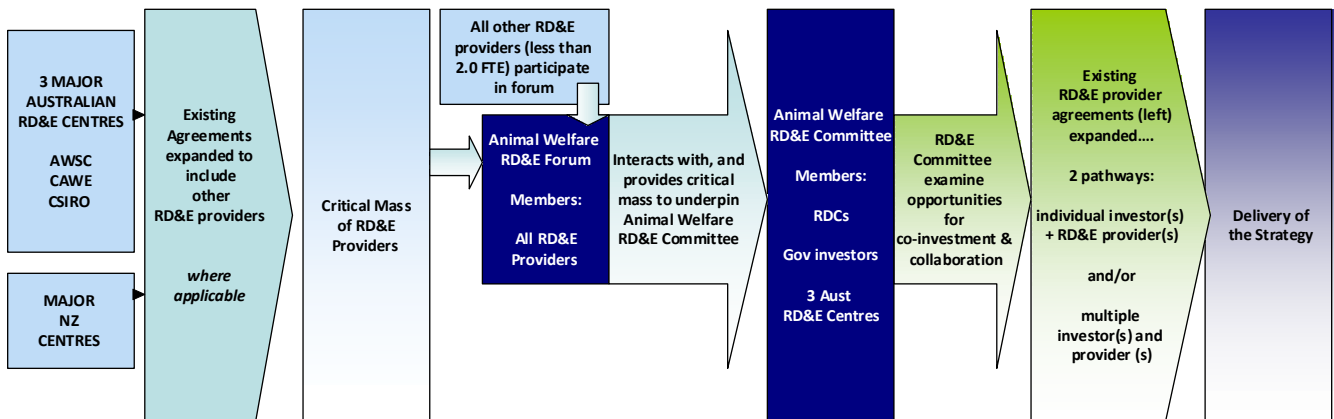 3 MAJOR
AUSTRALIAN
RD&E CENTRES
AWSC
CAWE
CSIRO
MAJOR
NZ
CENTRES
Existing
Agreements
expanded to
include
other
RD&E providers
where
applicable
Critical Mass
of RD&E
Providers
All other RD&E
providers (less than
2.0 FTE) participate
in forum
Animal Welfare
RD&E Forum
Members:
All RD&E
Providers
Interacts with, and
provides critical
mass to underpin
Animal Welfare
RD&E Committee
Animal Welfare
RD&E Committee
Members:
RDCs
Gov investors
3 Aust
RD&E Centres
RD&E
Committee
examine
opportunities
for
co-investment &
collaboration
Existing
RD&E provider
agreements (left)
expanded....
2 pathways:
individual investor(s)
+ RD&E provider(s)
and/or
multiple
investor(s) and
provider (s)
Delivery of
the Strategy